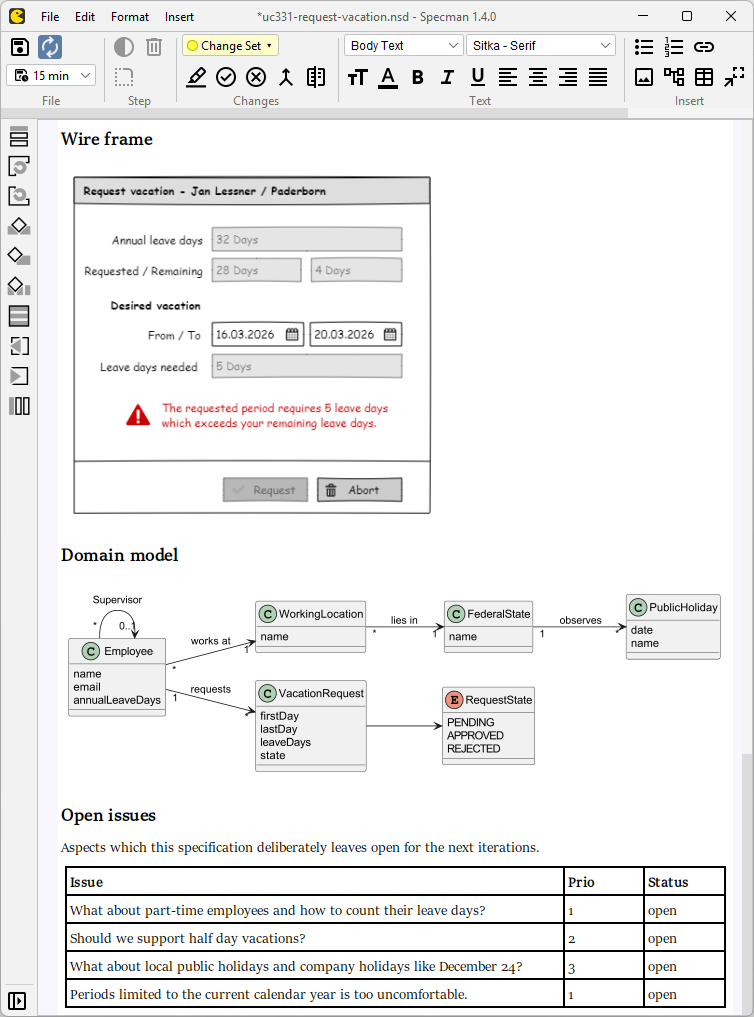 File Edit Format Insert *uc331-request-vacation.nsd - Specman 1.4.0
Change Set
Body Text Sitka - Serif
15 min
File Step Changes Text Insert
Wire frame
Request vacation - Jan Lessner / Paderborn
Annual leave days 32 Days
Requested / Remaining 28 Days 4 Days
Desired vacation
From / To 16.03.2026 20.03.2026
Leave days needed 5 Days
The requested period requires 5 leave days
which exceeds your remaining leave days.
Request Abort
Domain model
Supervisor
* 0..1
C Employee
name
email
annualLeaveDays
works at
* 1
requests
1 *
C WorkingLocation
name
lies in
* 1
C FederalState
name
observes
1 *
C PublicHoliday
date
name
C VacationRequest
firstDay
lastDay
leaveDays
state
E RequestState
PENDING
APPROVED
REJECTED
Open issues
Aspects which this specification deliberately leaves open for the next iterations.
Issue Prio Status
What about part-time employees and how to count their leave days? 1 open
Should we support half day vacations? 2 open
What about local public holidays and company holidays like December 24? 3 open
Periods limited to the current calendar year is too uncomfortable. 1 open